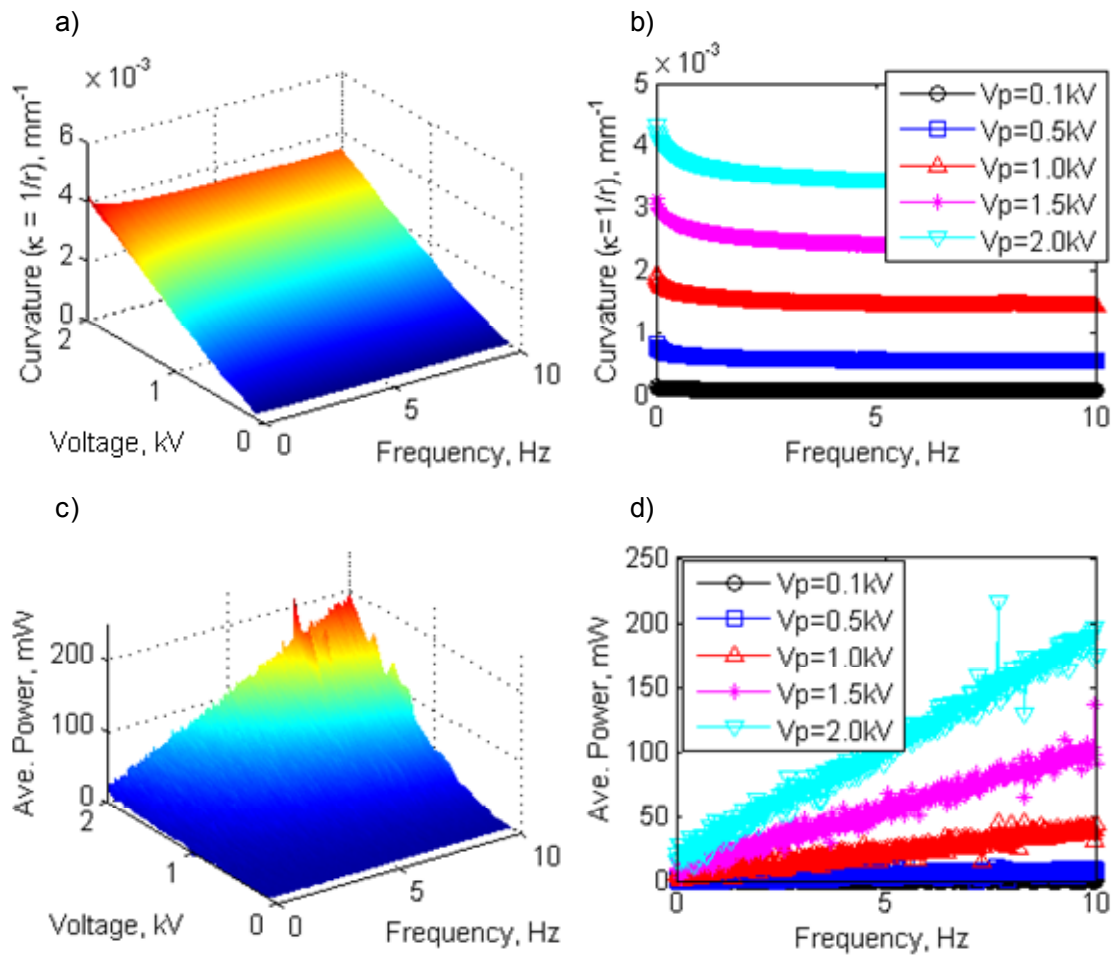 a)
× 10⁻³
Curvature (κ = 1/r), mm⁻¹
6
4
2
0
2
1
0
Voltage, kV
0
5
10
Frequency, Hz
b)
× 10⁻³
Curvature (κ=1/r), mm⁻¹
5
4
3
2
1
0
0
5
10
Frequency, Hz
Vp=0.1kV
Vp=0.5kV
Vp=1.0kV
Vp=1.5kV
Vp=2.0kV
c)
Ave. Power, mW
200
100
0
2
1
0
Voltage, kV
0
5
10
Frequency, Hz
d)
Ave. Power, mW
250
200
150
100
50
0
0
5
10
Frequency, Hz
Vp=0.1kV
Vp=0.5kV
Vp=1.0kV
Vp=1.5kV
Vp=2.0kV